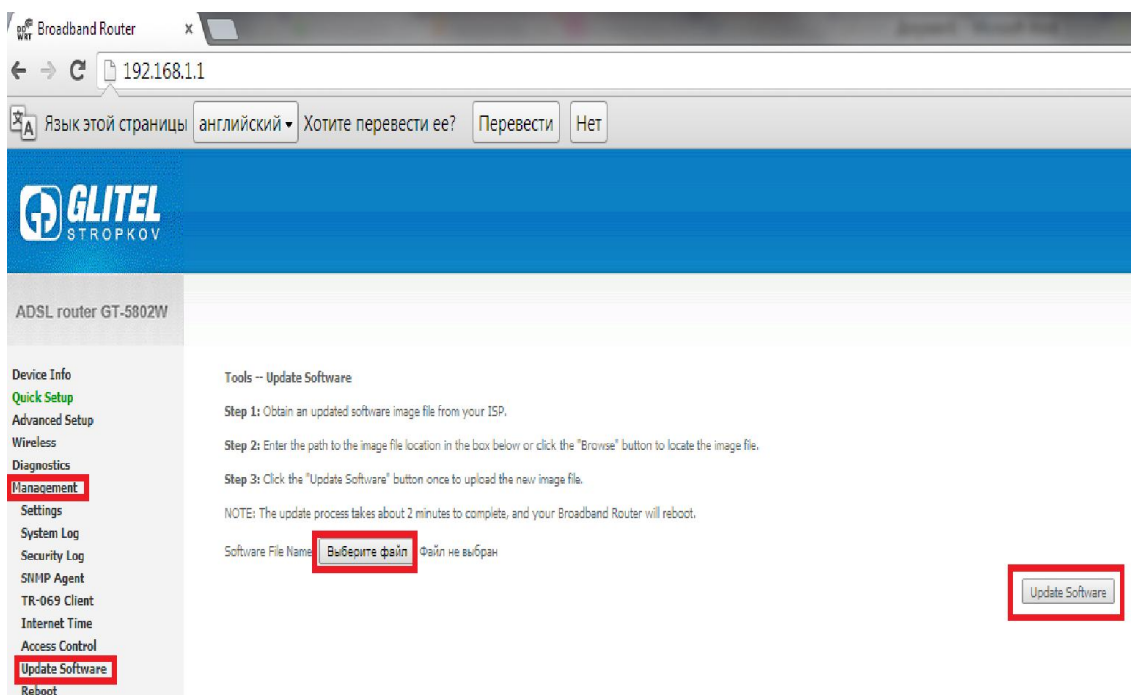 DD WRT Broadband Router x
192.168.1.1
Язык этой страницы английский Хотите перевести ее? Перевести Нет
GLITEL
STROPKOV
ADSL router GT-5802W
Device Info
Quick Setup
Advanced Setup
Wireless
Diagnostics
Management
Settings
System Log
Security Log
SNMP Agent
TR-069 Client
Internet Time
Access Control
Update Software
Reboot
Tools -- Update Software
Step 1: Obtain an updated software image file from your ISP.
Step 2: Enter the path to the image file location in the box below or click the "Browse" button to locate the image file.
Step 3: Click the "Update Software" button once to upload the new image file.
NOTE: The update process takes about 2 minutes to complete, and your Broadband Router will reboot.
Software File Name Выберите файл Файл не выбран
Update Software